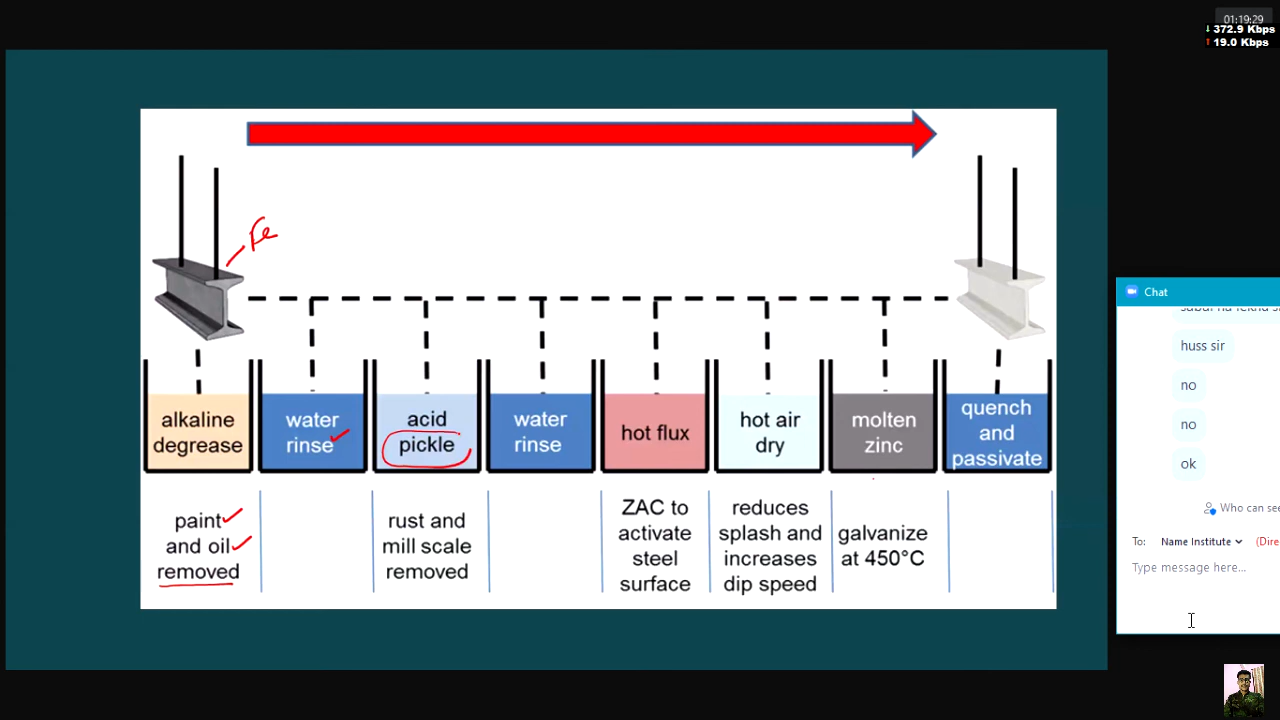 01:19:29
↓ 372.9 Kbps
↑ 19.0 Kbps
Fe
alkaline
degrease
water
rinse
acid
pickle
water
rinse
hot flux
hot air
dry
molten
zinc
quench
and
passivate
paint
and oil
removed
rust and
mill scale
removed
ZAC to
activate
steel
surface
reduces
splash and
increases
dip speed
galvanize
at 450°C
Chat
huss sir
no
no
ok
Who can see
To: Name Institute (Dire
Type message here...